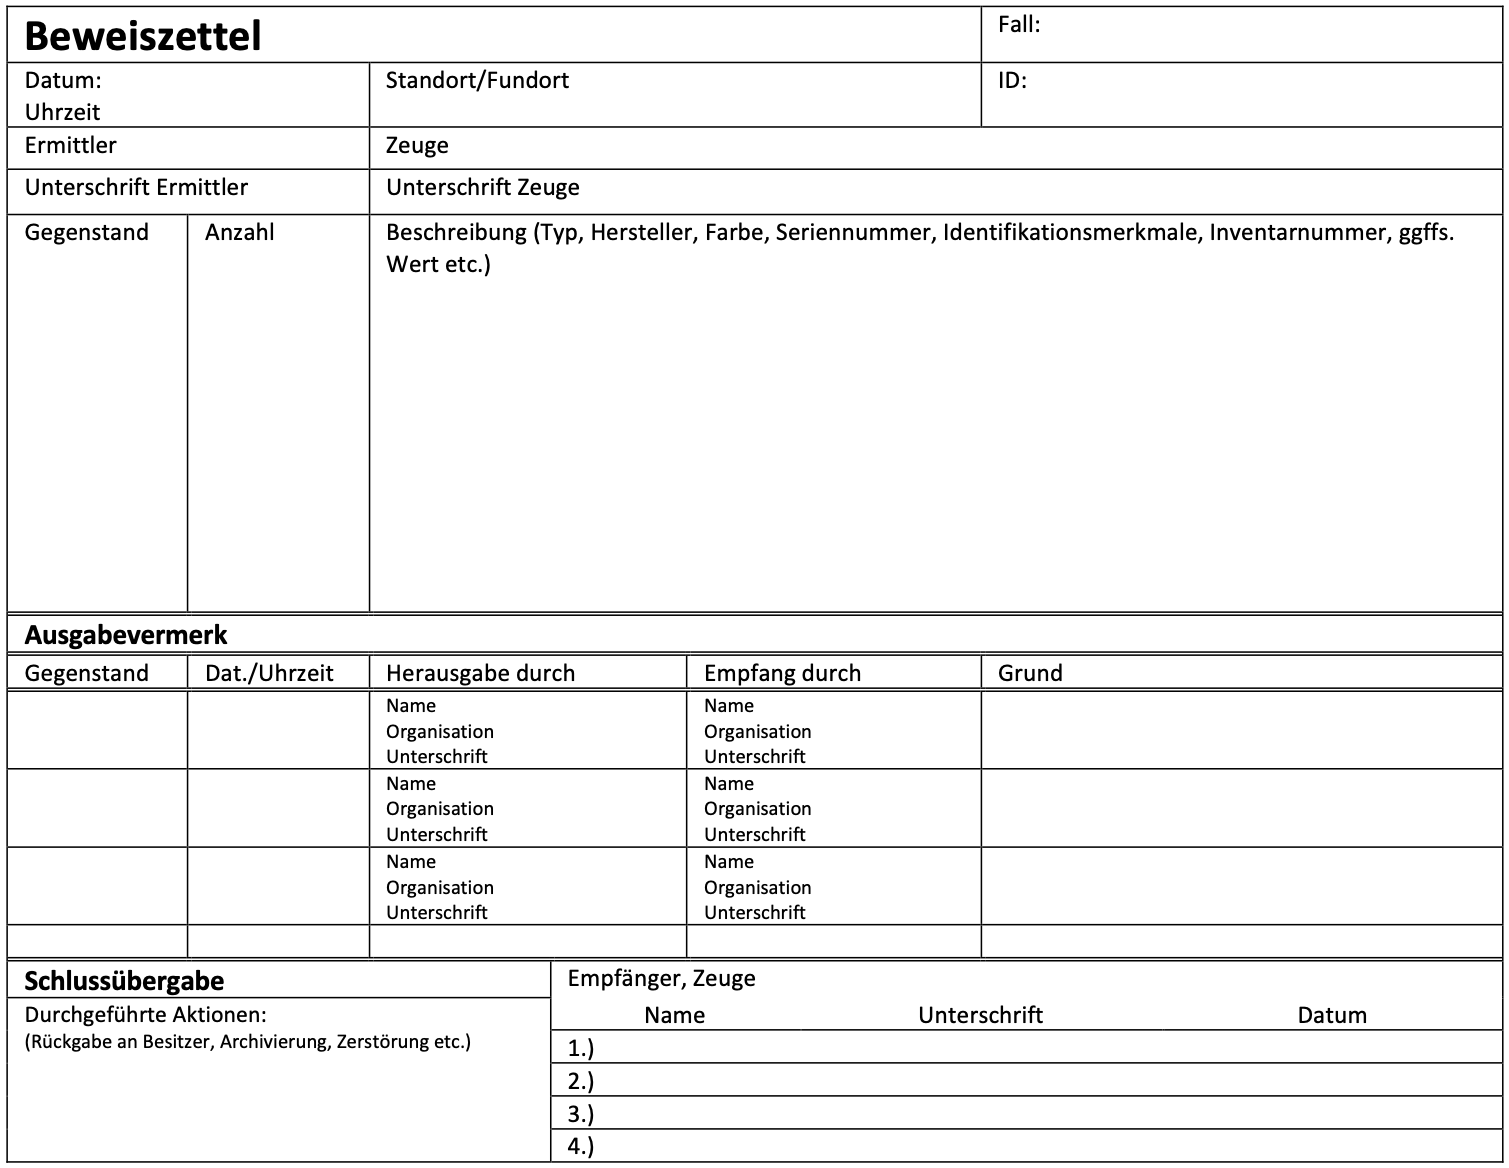 Beweiszettel
Fall:
Datum:
Uhrzeit
Standort/Fundort
ID:
Ermittler
Zeuge
Unterschrift Ermittler
Unterschrift Zeuge
Gegenstand
Anzahl
Beschreibung (Typ, Hersteller, Farbe, Seriennummer, Identifikationsmerkmale, Inventarnummer, ggffs.
Wert etc.)
Ausgabevermerk
Gegenstand
Dat./Uhrzeit
Herausgabe durch
Empfang durch
Grund
Name
Organisation
Unterschrift
Name
Organisation
Unterschrift
Name
Organisation
Unterschrift
Name
Organisation
Unterschrift
Name
Organisation
Unterschrift
Name
Organisation
Unterschrift
Schlussübergabe
Durchgeführte Aktionen:
(Rückgabe an Besitzer, Archivierung, Zerstörung etc.)
Empfänger, Zeuge
Name Unterschrift Datum
1.)
2.)
3.)
4.)